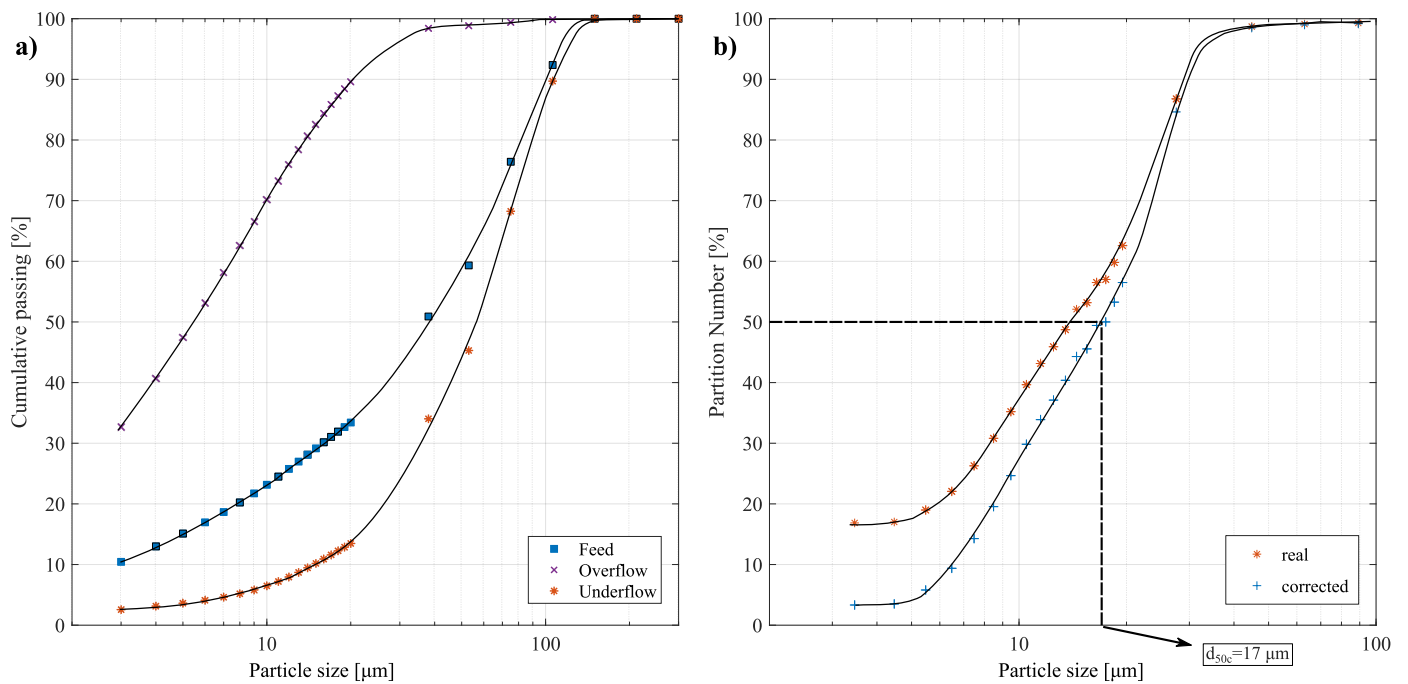 a)
Cumulative passing [%]
100
90
80
70
60
50
40
30
20
10
0
10
100
Particle size [μm]
Feed
Overflow
Underflow
b)
Partition Number [%]
100
90
80
70
60
50
40
30
20
10
0
10
100
Particle size [μm]
real
corrected
d50c=17 μm